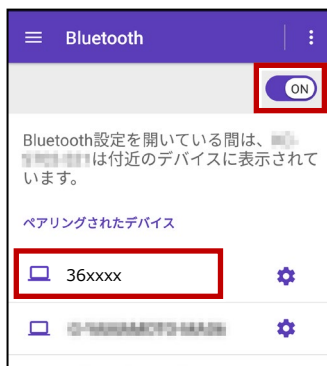 Bluetooth
ON
Bluetooth設定を開いている間は、
は付近のデバイスに表示されて
います。
ペアリングされたデバイス
36xxxx